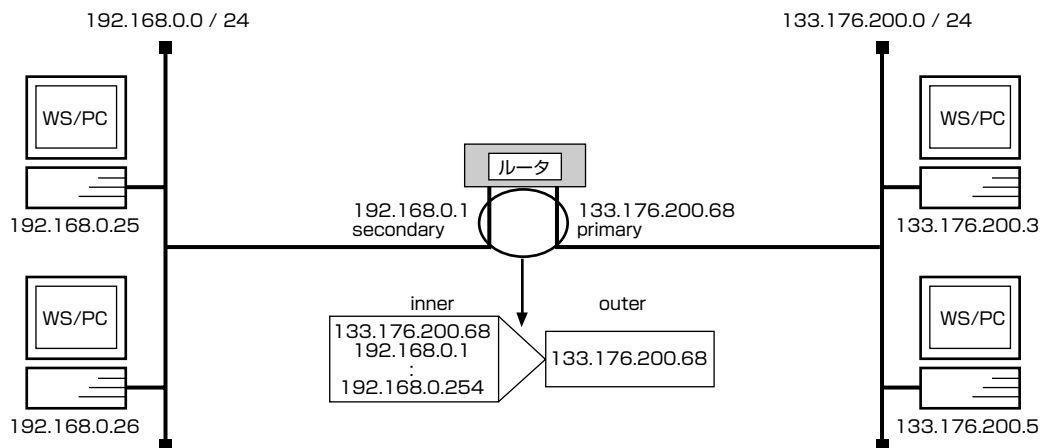 192.168.0.0 / 24
133.176.200.0 / 24
WS/PC
WS/PC
ルータ
192.168.0.25
192.168.0.1
secondary
133.176.200.68
primary
133.176.200.3
inner
outer
WS/PC
WS/PC
133.176.200.68
192.168.0.1
:
192.168.0.254
133.176.200.68
192.168.0.26
133.176.200.5